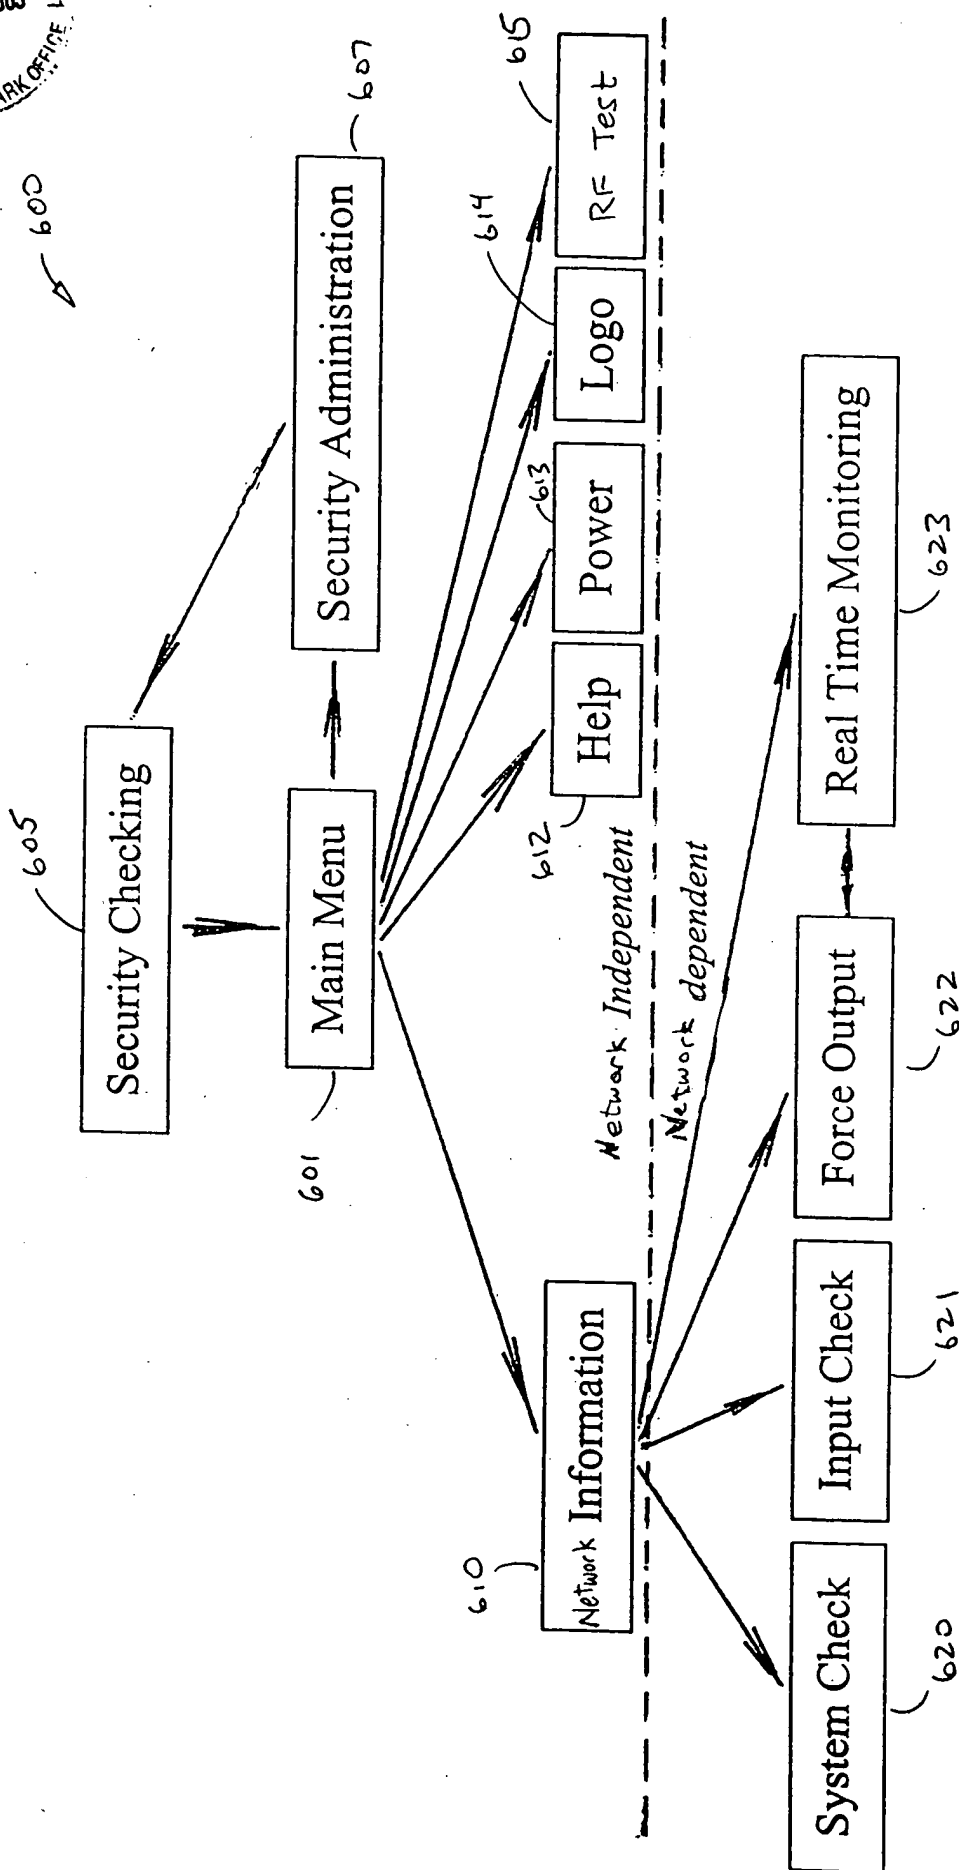 RK OFFICE
600
605
Security Checking
607
Security Administration
601
Main Menu
615
614
RF Test
Logo
613
Power
612
Help
Network Independent
Network dependent
610
Network Information
System Check
620
Input Check
621
Force Output
622
Real Time Monitoring
623